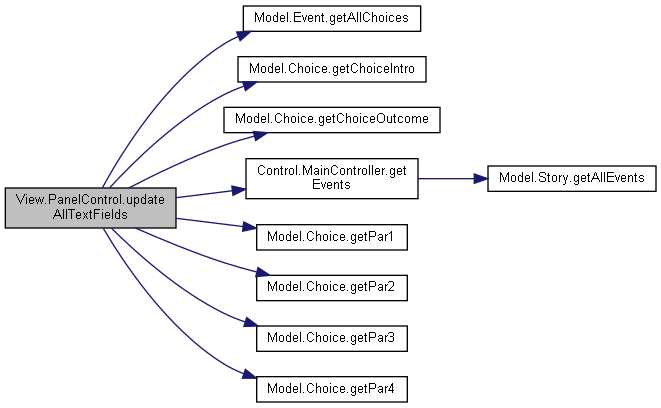 Model.Event.getAllChoices
Model.Choice.getChoiceIntro
Model.Choice.getChoiceOutcome
Control.MainController.get
Events
Model.Story.getAllEvents
View.PanelControl.update
AllTextFields
Model.Choice.getPar1
Model.Choice.getPar2
Model.Choice.getPar3
Model.Choice.getPar4